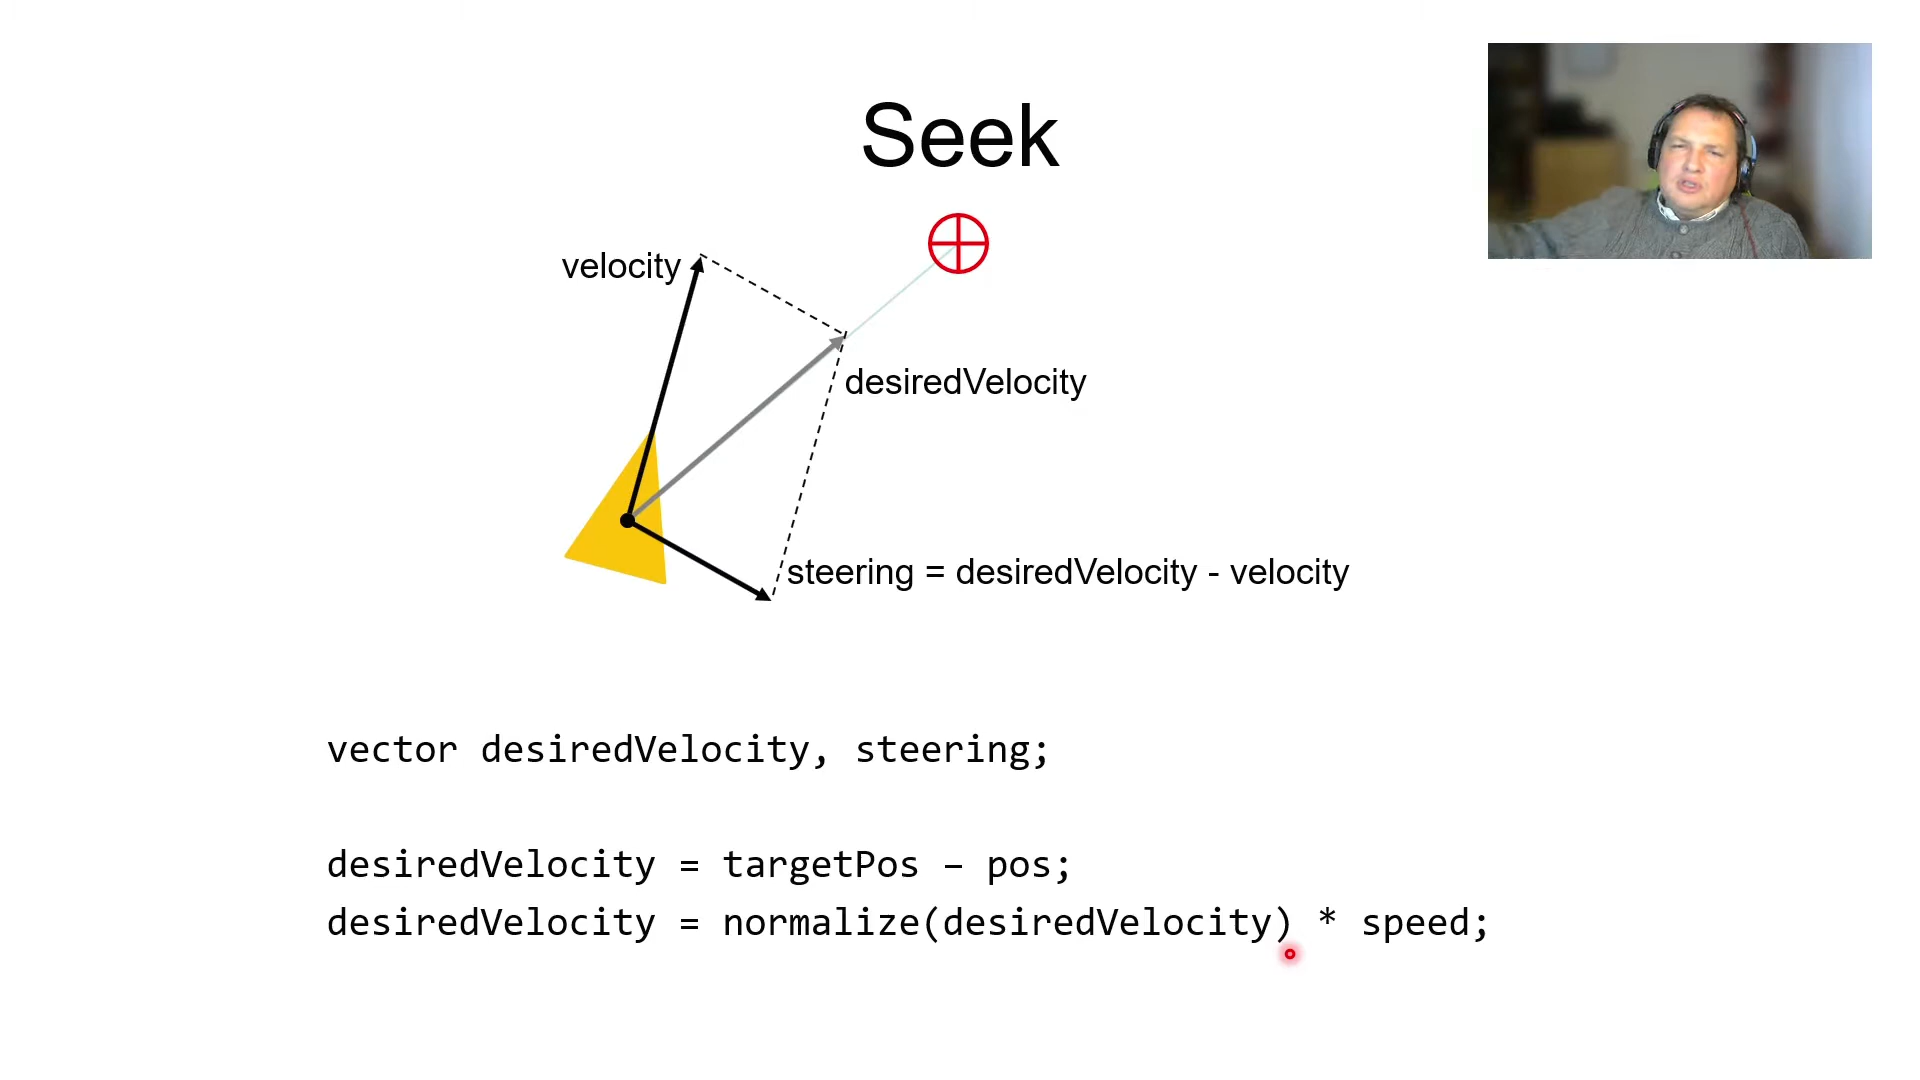 Seek
velocity
desiredVelocity
steering = desiredVelocity - velocity
vector desiredVelocity, steering;
desiredVelocity = targetPos – pos;
desiredVelocity = normalize(desiredVelocity) * speed;